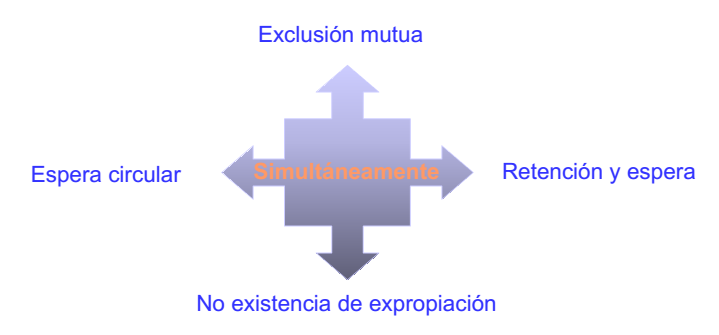 Exclusión mutua
Espera circular
Simultáneamente
Retención y espera
No existencia de expropiación